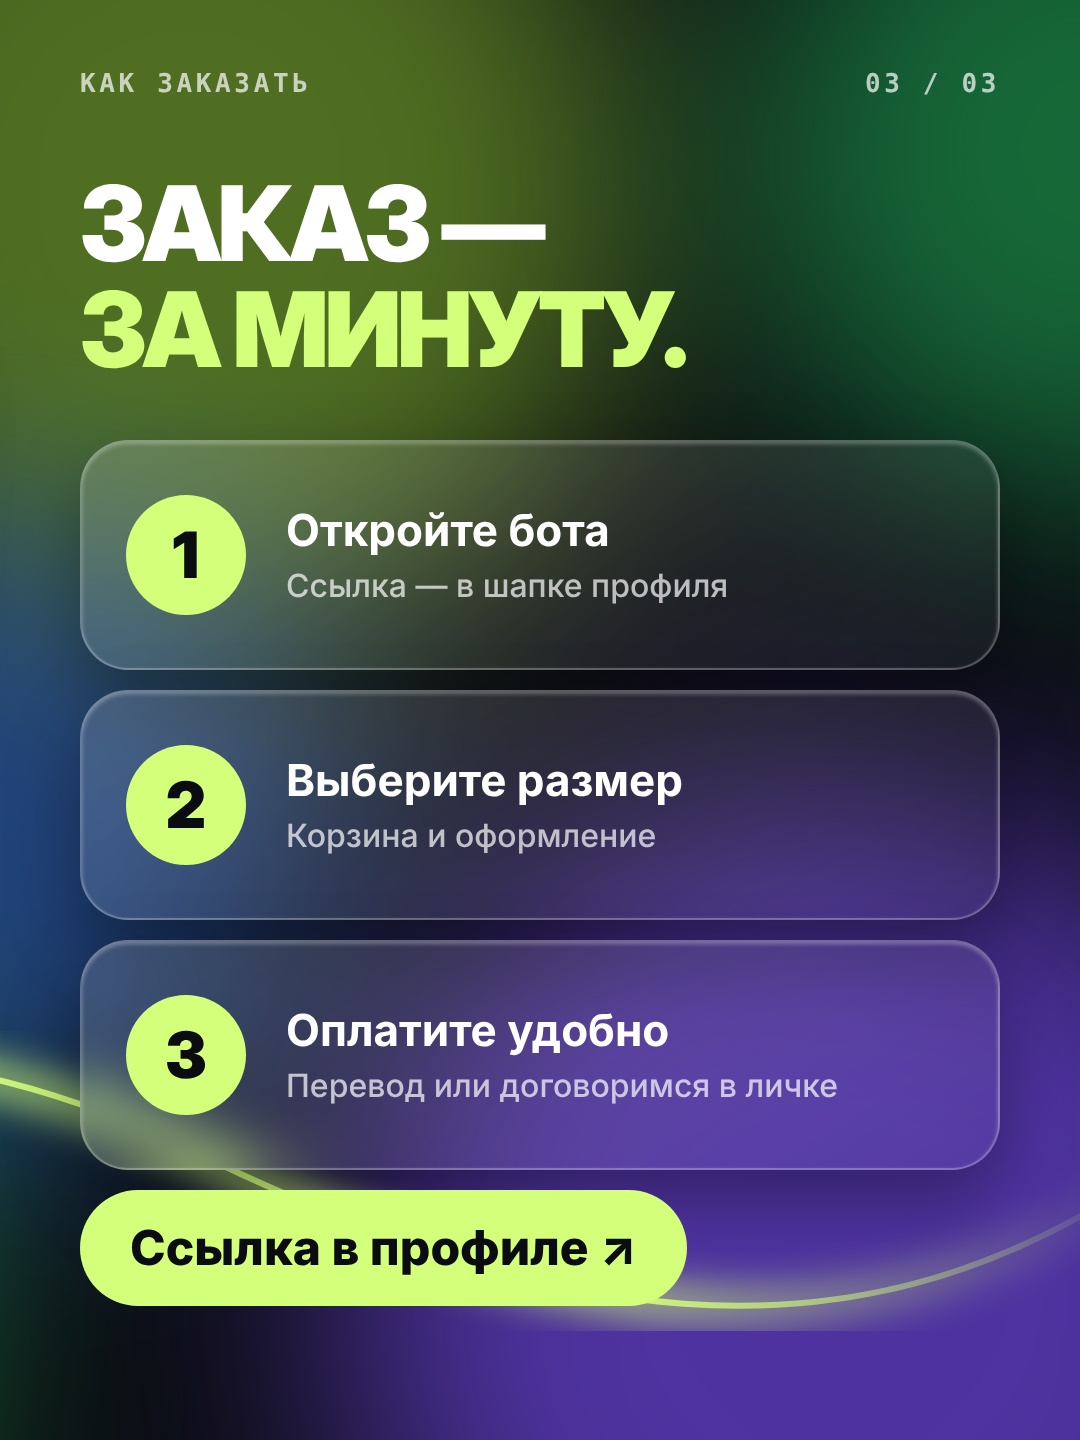 КАК ЗАКАЗАТЬ
03 / 03
ЗАКАЗ —
ЗА МИНУТУ.
1
Откройте бота
Ссылка — в шапке профиля
2
Выберите размер
Корзина и оформление
3
Оплатите удобно
Перевод или договоримся в личке
Ссылка в профиле ↗